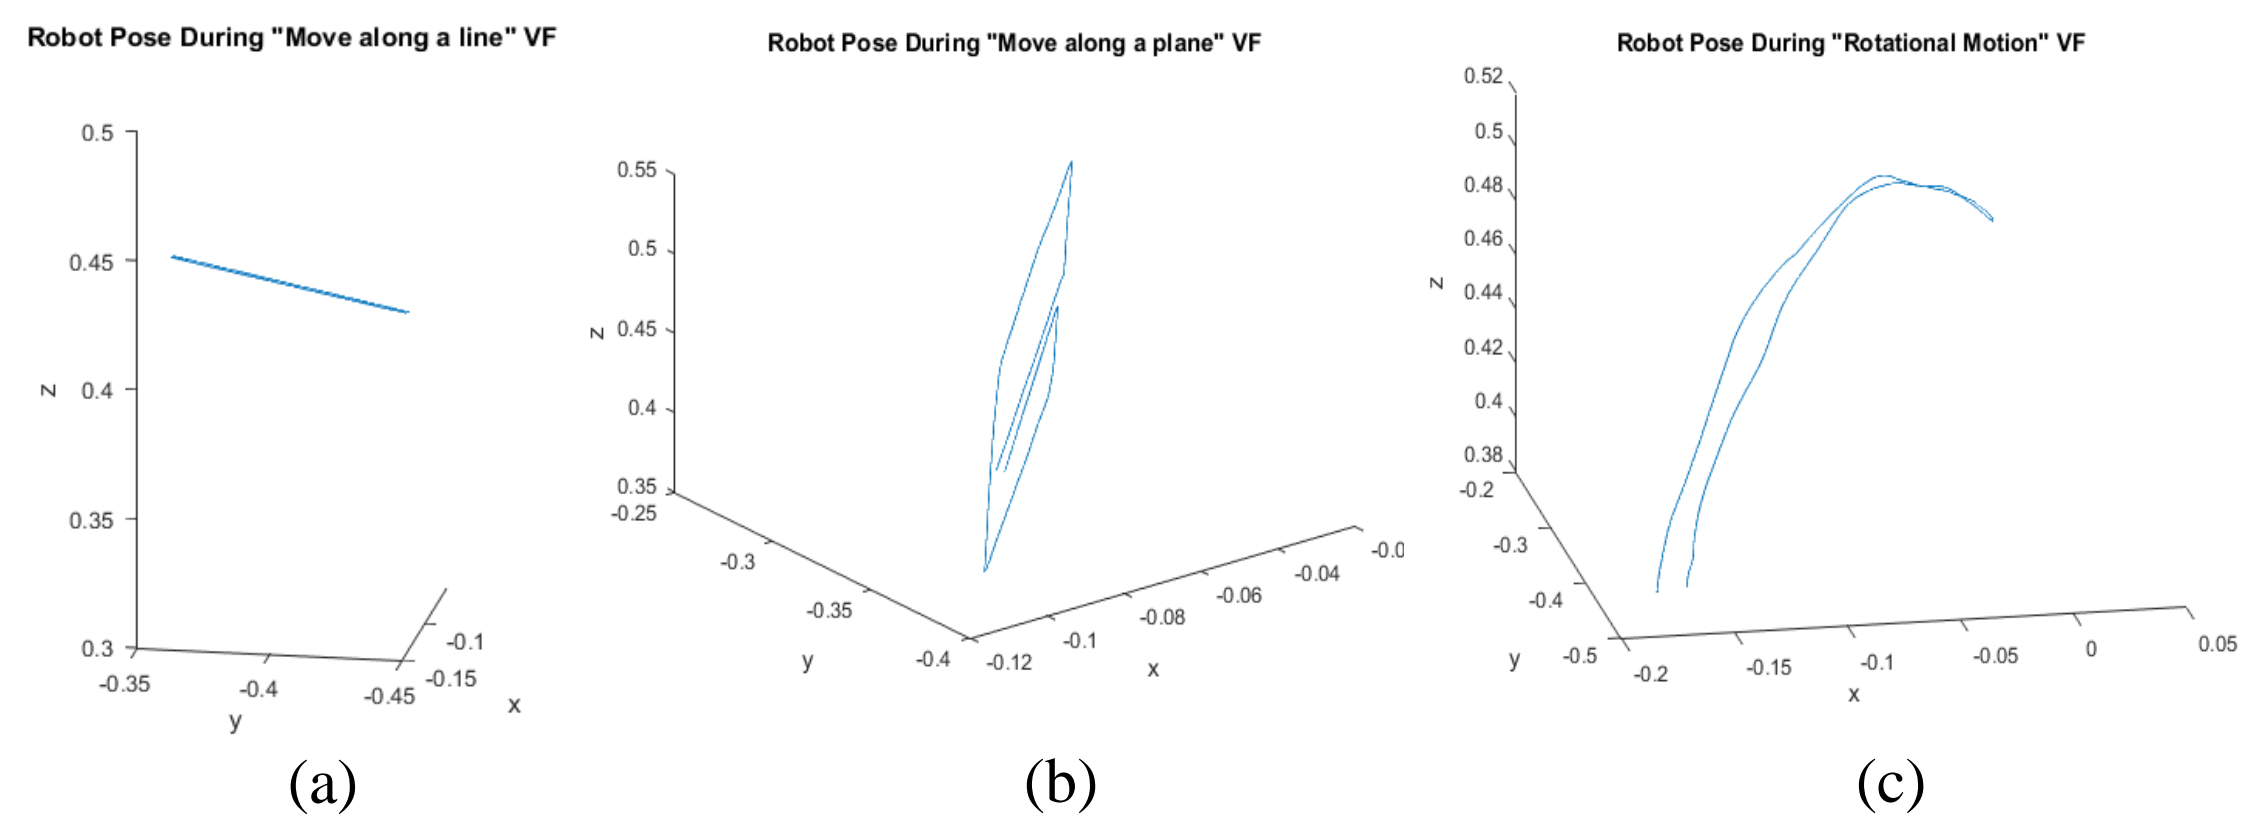 Robot Pose During "Move along a line" VF
0.5
0.45
0.4
0.35
0.3
z
-0.35
-0.4
-0.45
y
-0.1
-0.15
x
(a)
Robot Pose During "Move along a plane" VF
0.55
0.5
0.45
0.4
0.35
z
-0.25
-0.3
-0.35
-0.4
y
-0.12
-0.1
-0.08
-0.06
-0.04
-0.0
x
(b)
Robot Pose During "Rotational Motion" VF
0.52
0.5
0.48
0.46
0.44
0.42
0.4
0.38
z
-0.2
-0.3
-0.4
-0.5
y
-0.2
-0.15
-0.1
-0.05
0
0.05
x
(c)